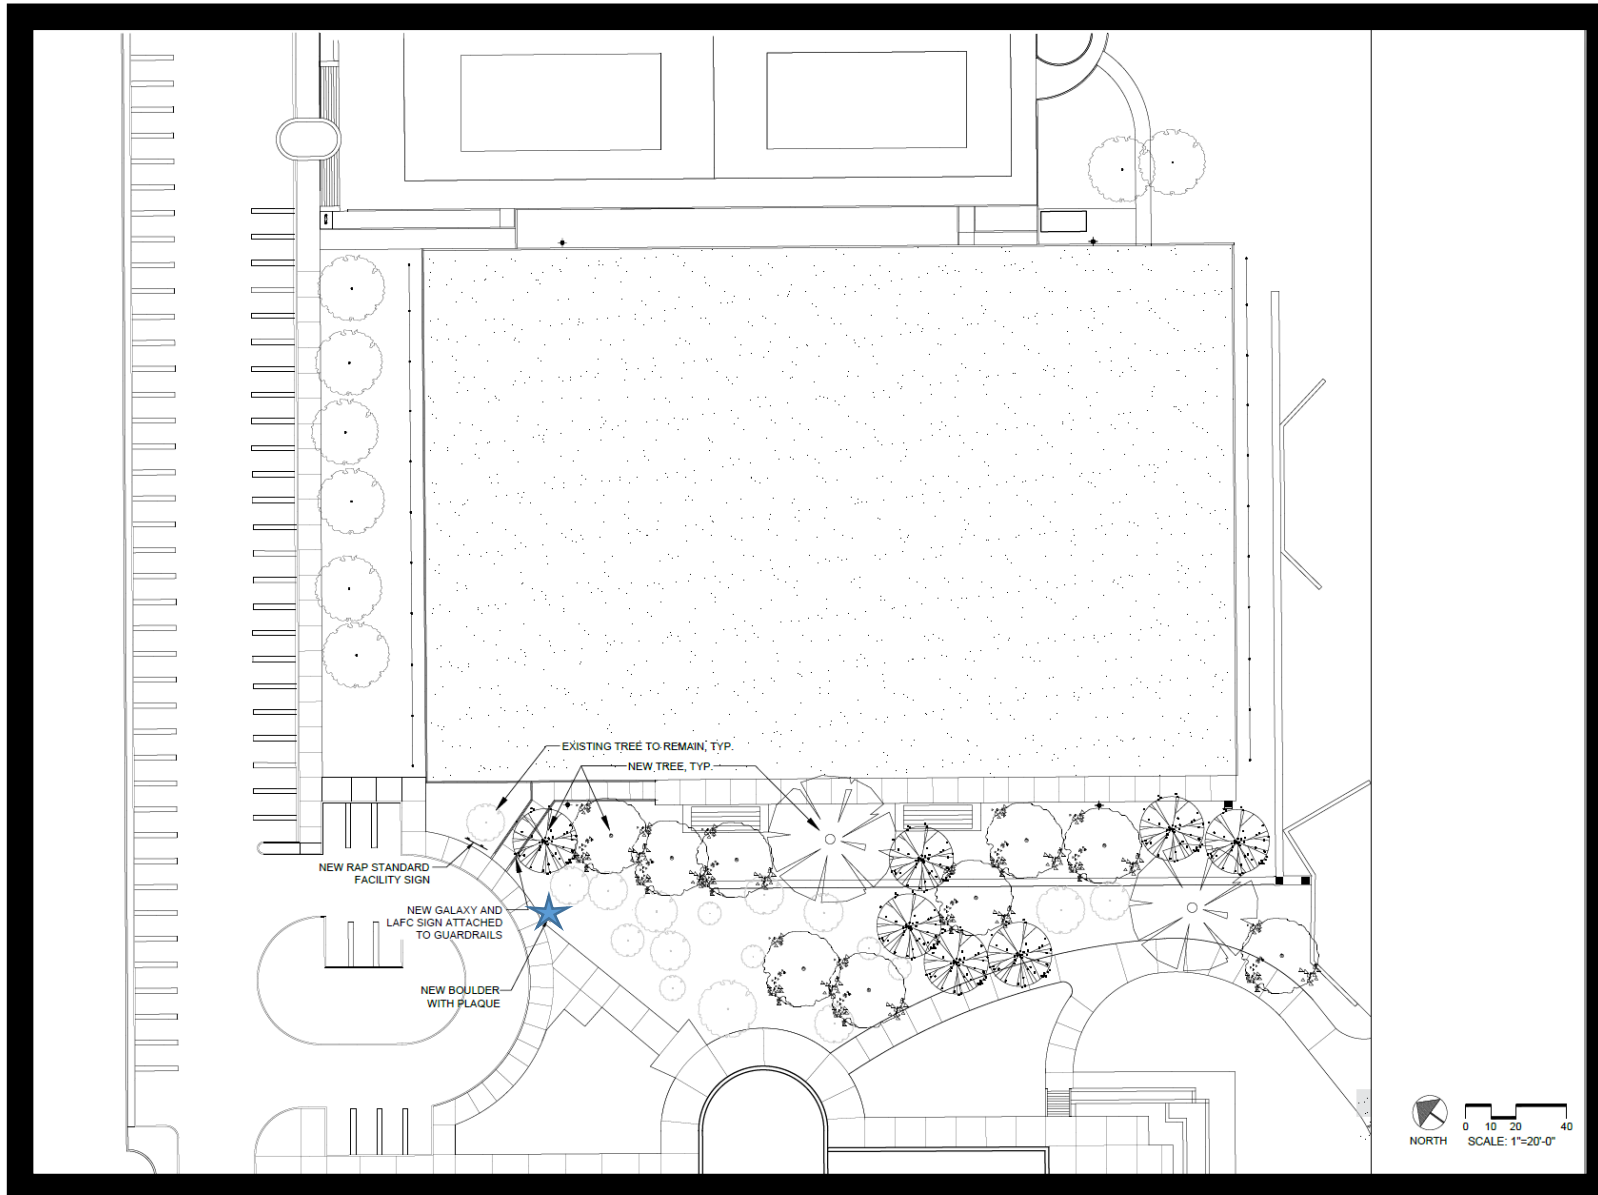 EXISTING TREE TO REMAIN, TYP.
NEW TREE, TYP.
NEW RAP STANDARD
FACILITY SIGN
NEW GALAXY AND
LAFC SIGN ATTACHED
TO GUARDRAILS
NEW BOULDER
WITH PLAQUE
NORTH
0 10 20 40
SCALE: 1"=20'-0"